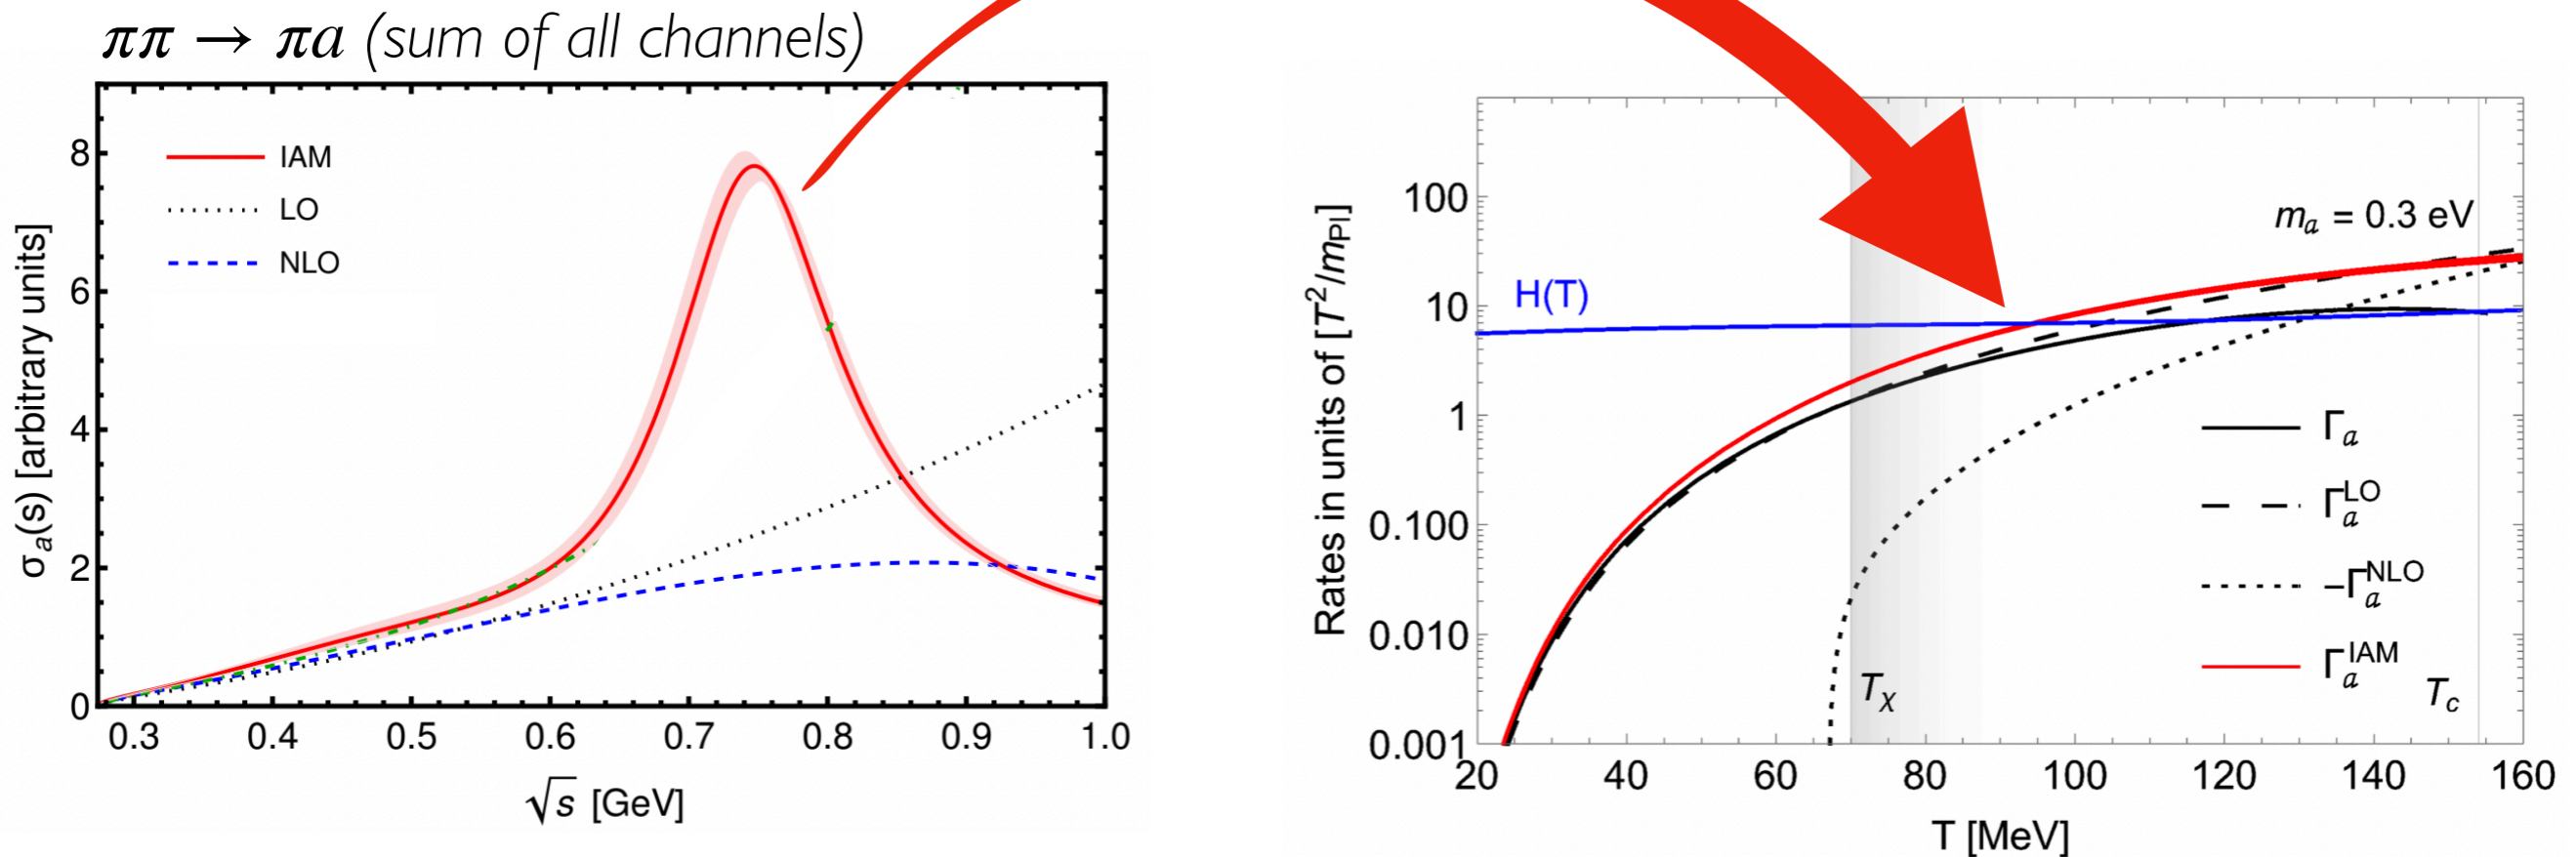 ππ → πa (sum of all channels)
σa(s) [arbitrary units]
8
6
4
2
0
IAM
LO
NLO
0.3 0.4 0.5 0.6 0.7 0.8 0.9 1.0
√s [GeV]
Rates in units of [T²/mPl]
100
10
1
0.100
0.010
0.001
ma = 0.3 eV
H(T)
Γa
ΓaLO
−ΓaNLO
ΓaIAM
Tχ
Tc
20 40 60 80 100 120 140 160
T [MeV]